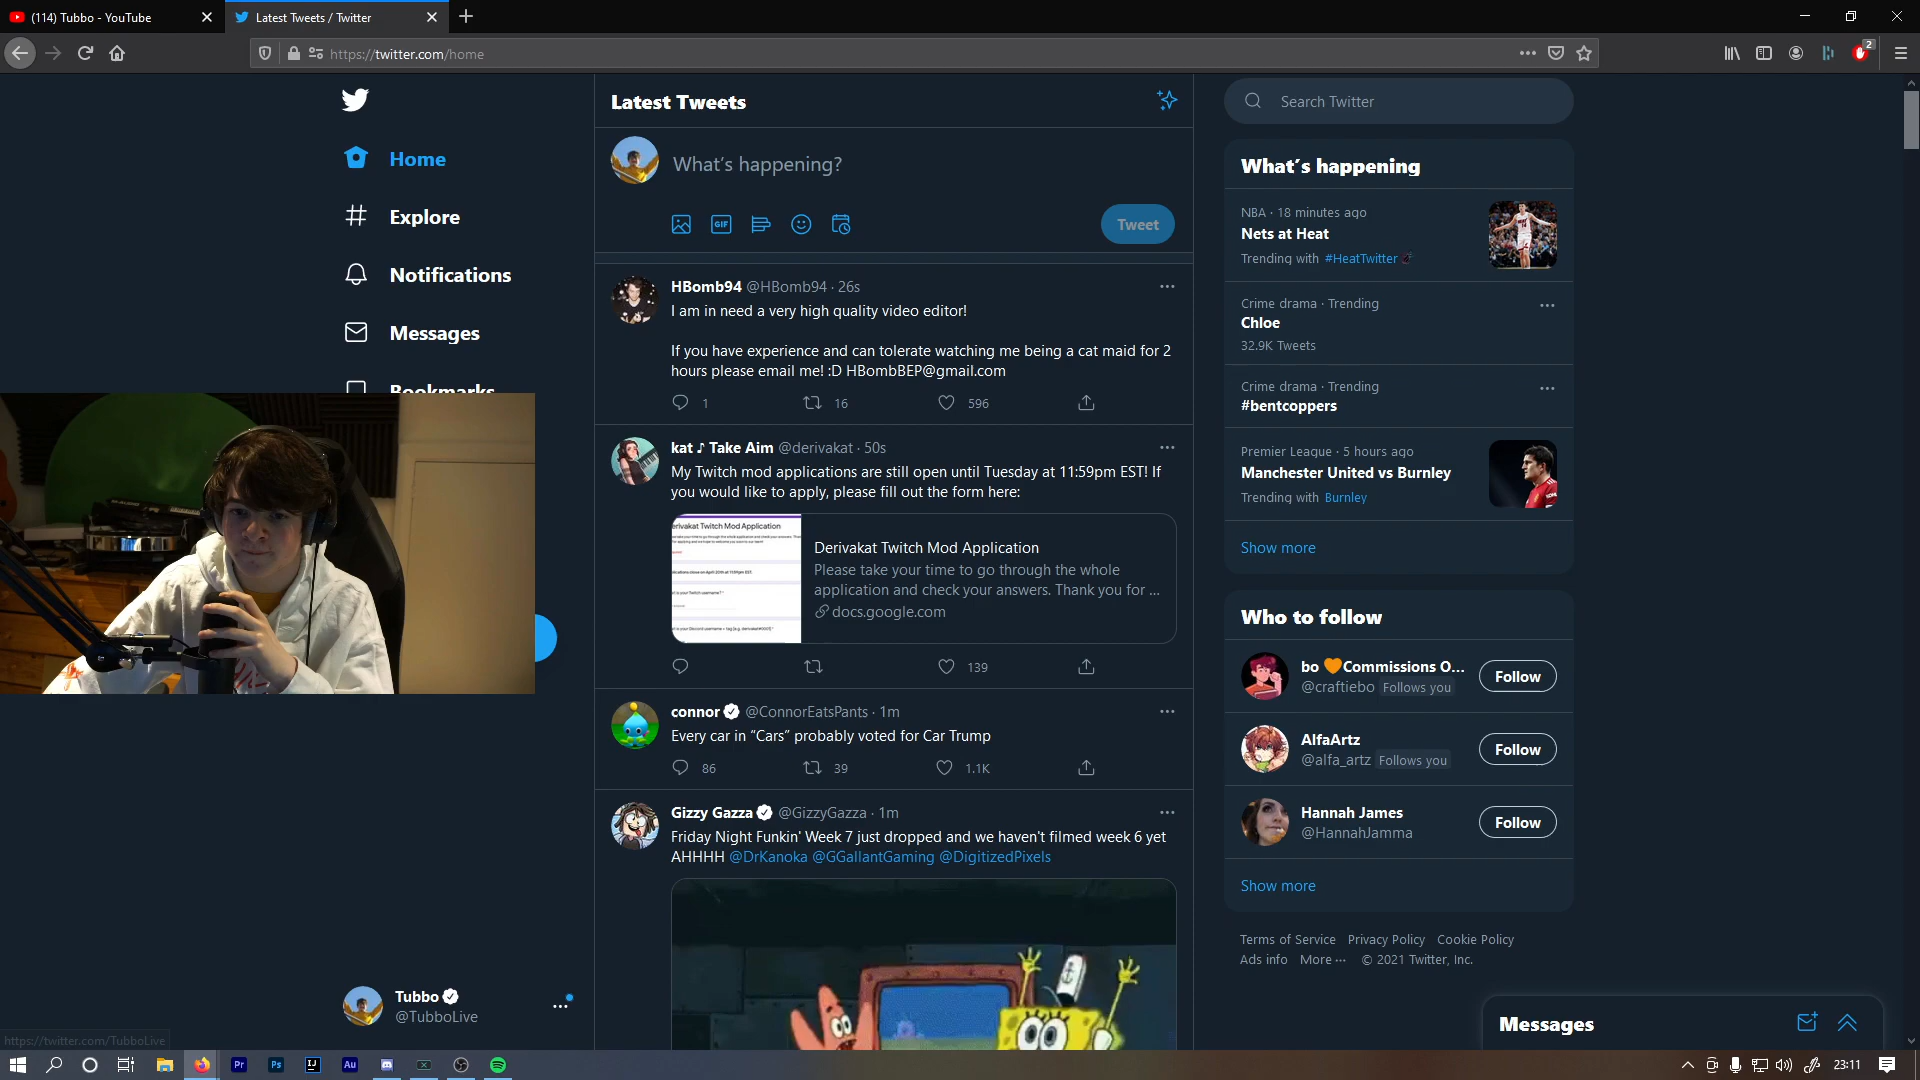 (114) Tubbo - YouTube
Latest Tweets / Twitter
https://twitter.com/home
2
Home
Explore
Notifications
Messages
Bookmarks
Tubbo
@TubboLive
https://twitter.com/TubboLive
Latest Tweets
What's happening?
GIF
Tweet
HBomb94 @HBomb94 · 26s
I am in need a very high quality video editor!
If you have experience and can tolerate watching me being a cat maid for 2
hours please email me! :D HBombBEP@gmail.com
1 16 596
kat ♪ Take Aim @derivakat · 50s
My Twitch mod applications are still open until Tuesday at 11:59pm EST! If
you would like to apply, please fill out the form here:
erivakat Twitch Mod Application
Derivakat Twitch Mod Application
Please take your time to go through the whole
application and check your answers. Thank you for ...
docs.google.com
139
connor @ConnorEatsPants · 1m
Every car in “Cars” probably voted for Car Trump
86 39 1.1K
Gizzy Gazza @GizzyGazza · 1m
Friday Night Funkin' Week 7 just dropped and we haven't filmed week 6 yet
AHHHH @DrKanoka @GGallantGaming @DigitizedPixels
Search Twitter
What's happening
NBA · 18 minutes ago
Nets at Heat
Trending with #HeatTwitter
Crime drama · Trending
Chloe
32.9K Tweets
Crime drama · Trending
#bentcoppers
Premier League · 5 hours ago
Manchester United vs Burnley
Trending with Burnley
Show more
Who to follow
bo 🧡Commissions O...
@craftiebo Follows you
Follow
AlfaArtz
@alfa_artz Follows you
Follow
Hannah James
@HannahJamma
Follow
Show more
Terms of Service Privacy Policy Cookie Policy
Ads info More ··· © 2021 Twitter, Inc.
Messages
Pr Ps IJ Au
23:11